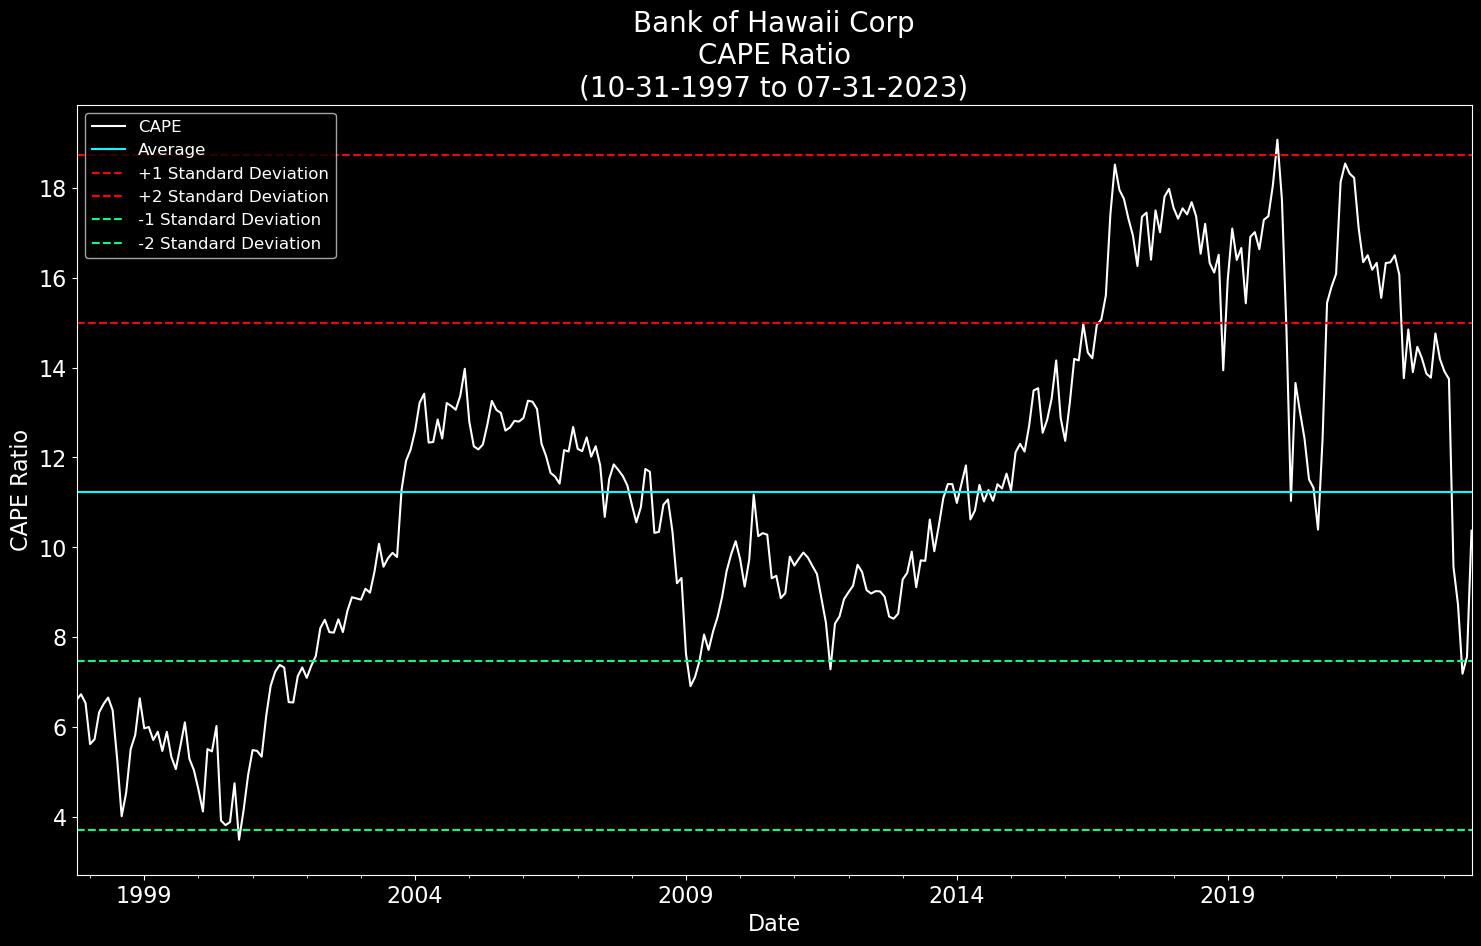 Bank of Hawaii Corp
CAPE Ratio
(10-31-1997 to 07-31-2023)
CAPE
Average
+1 Standard Deviation
+2 Standard Deviation
-1 Standard Deviation
-2 Standard Deviation
18
16
14
12
10
8
6
4
CAPE Ratio
1999 2004 2009 2014 2019
Date